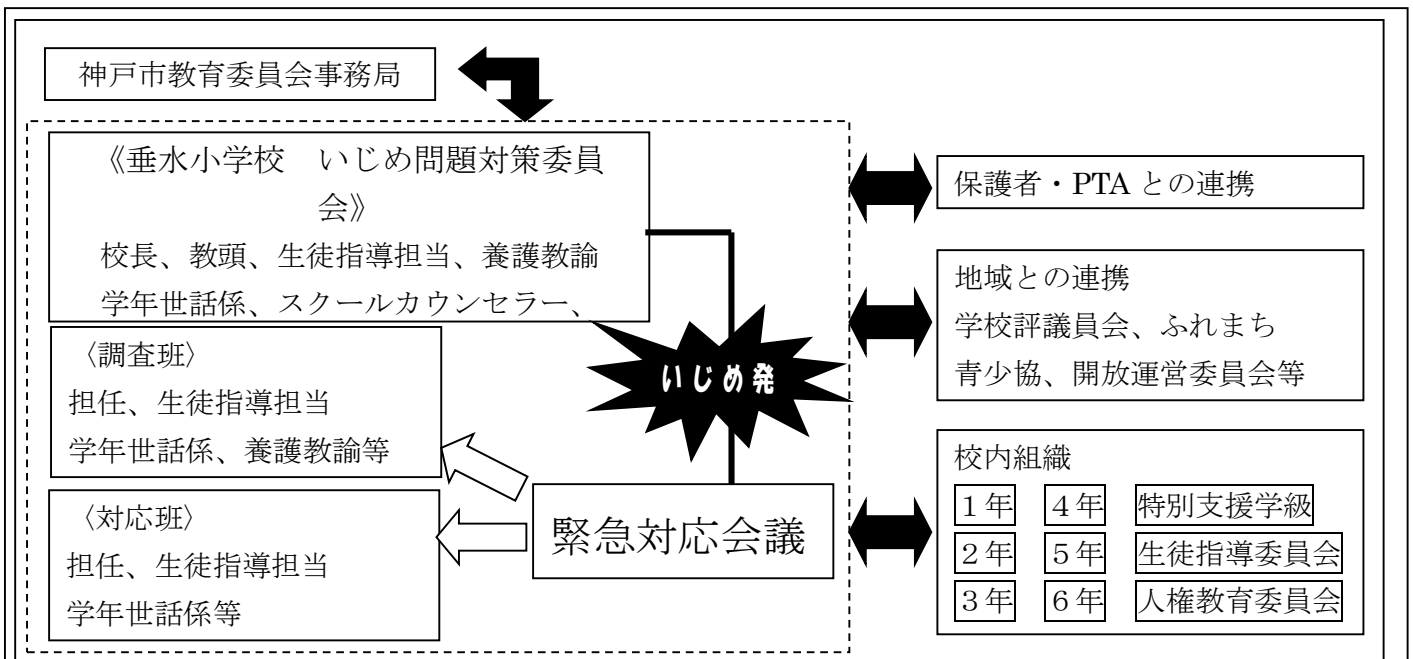 神戸市教育委員会事務局
《垂水小学校　いじめ問題対策委員
会》
校長、教頭、生徒指導担当、養護教諭
学年世話係、スクールカウンセラー、
〈調査班〉
担任、生徒指導担当
学年世話係、養護教諭等
〈対応班〉
担任、生徒指導担当
学年世話係等
いじめ発
緊急対応会議
保護者・PTAとの連携
地域との連携
学校評議員会、ふれまち
青少協、開放運営委員会等
校内組織
１年　４年　特別支援学級
２年　５年　生徒指導委員会
３年　６年　人権教育委員会